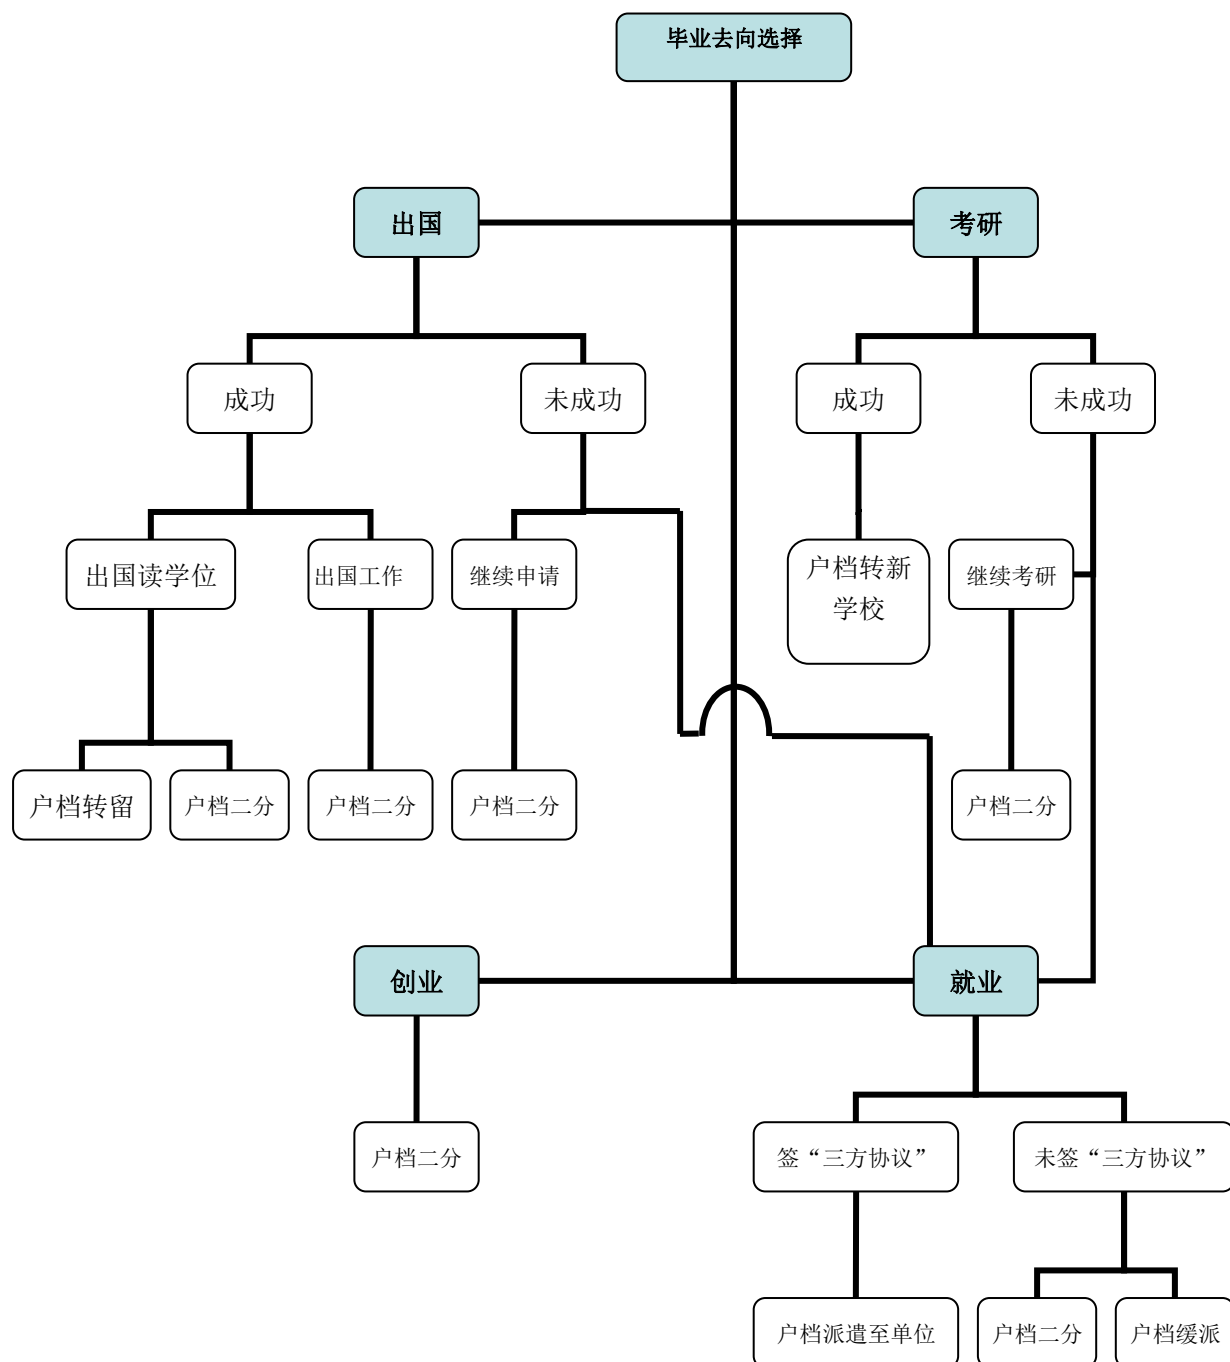 毕业去向选择
出国
考研
成功
未成功
成功
未成功
出国读学位
出国工作
继续申请
户档转新
学校
继续考研
户档转留
户档二分
户档二分
户档二分
户档二分
创业
就业
户档二分
签“三方协议”
未签“三方协议”
户档派遣至单位
户档二分
户档缓派